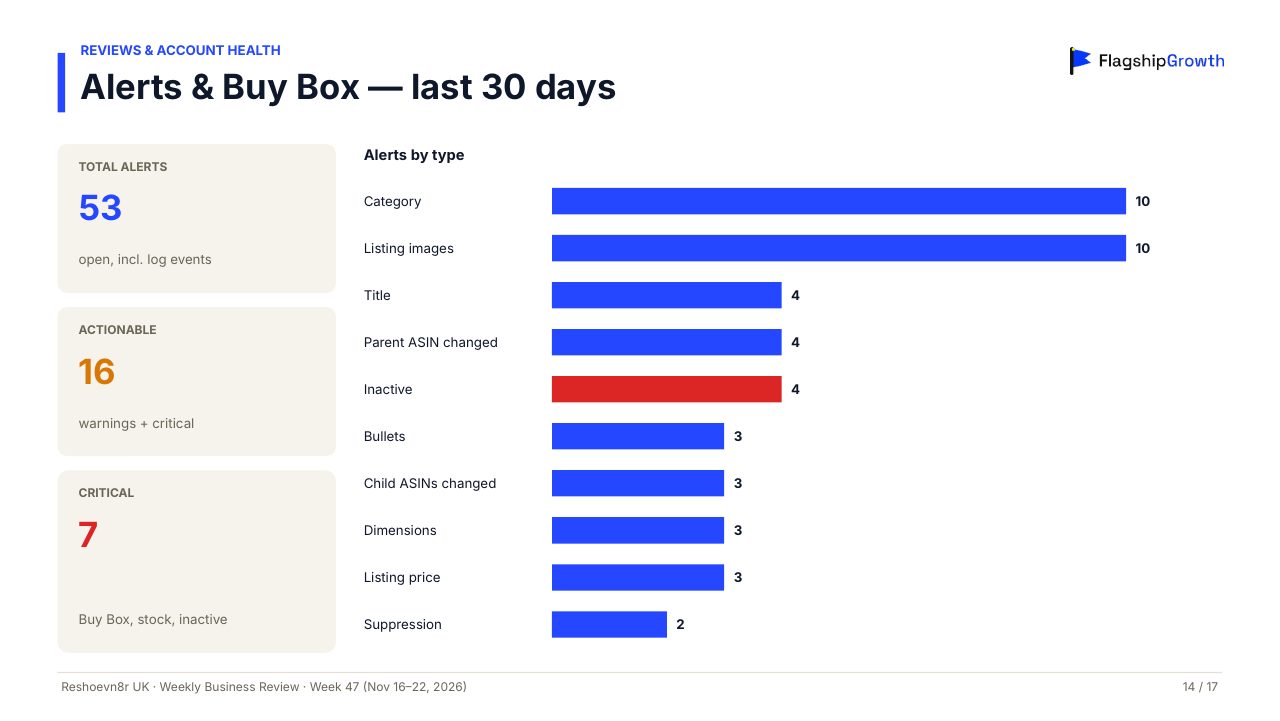 REVIEWS & ACCOUNT HEALTH
Alerts & Buy Box — last 30 days
FlagshipGrowth
TOTAL ALERTS
53
open, incl. log events
ACTIONABLE
16
warnings + critical
CRITICAL
7
Buy Box, stock, inactive
Alerts by type
Category 10
Listing images 10
Title 4
Parent ASIN changed 4
Inactive 4
Bullets 3
Child ASINs changed 3
Dimensions 3
Listing price 3
Suppression 2
Reshoevn8r UK · Weekly Business Review · Week 47 (Nov 16–22, 2026)
14 / 17